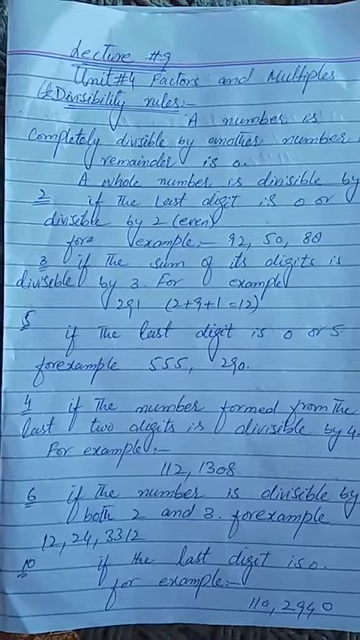 Lecture #9
Unit#4 Factors and Multiples
Divisibility rules:-
A number is
completely divisible by another number
remainder is 0.
A whole number is divisible by
2 if the last digit is 0 or
divisible by 2 (even)
for example:- 92, 50, 88
3 if the sum of its digits is
divisible by 3. For example
291 (2+9+1=12)
5
if the last digit is 0 or 5
forexample 555, 290.
4 if the number formed from the
last two digits is divisible by 4.
For example:-
112, 1308
6 if the number is divisible by
both 2 and 3. forexample
12, 24, 3312
10 if the last digit is 0.
for example:-
110, 2940